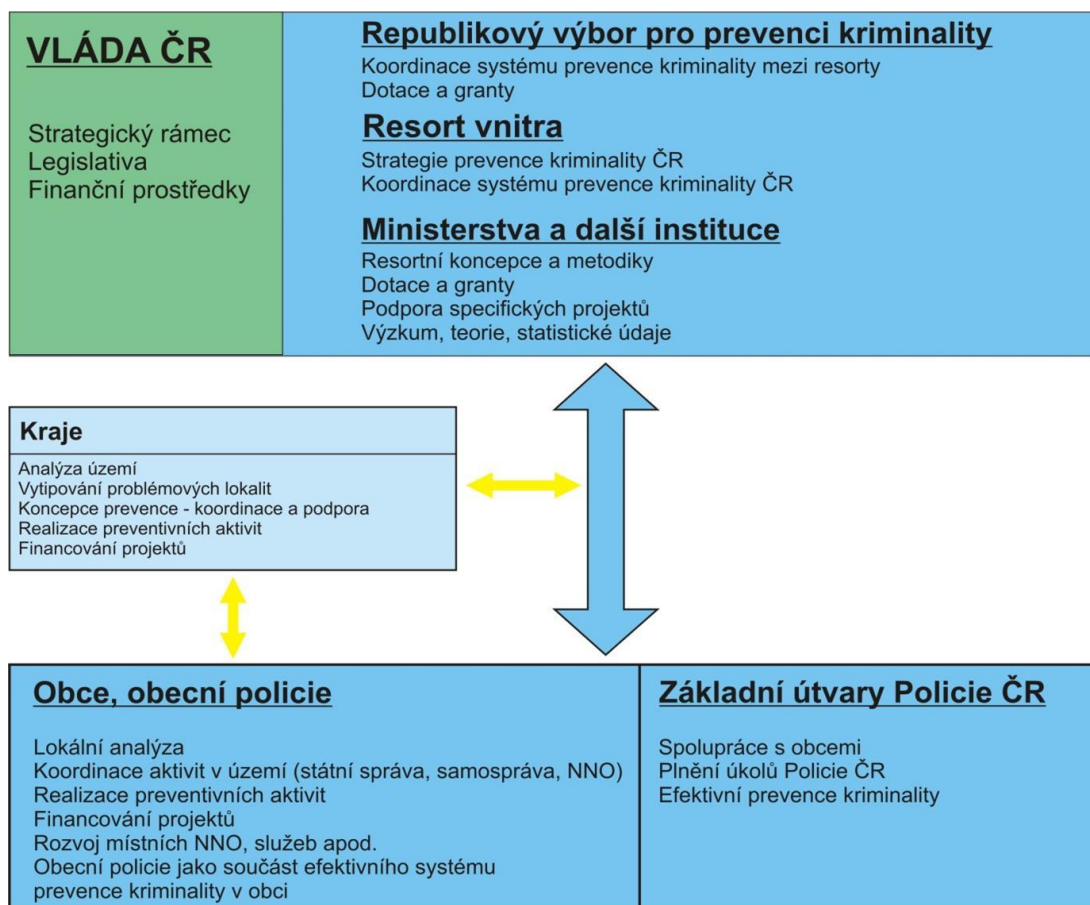 VLÁDA ČR
Strategický rámec
Legislativa
Finanční prostředky
Republikový výbor pro prevenci kriminality
Koordinace systému prevence kriminality mezi resorty
Dotace a granty
Resort vnitra
Strategie prevence kriminality ČR
Koordinace systému prevence kriminality ČR
Ministerstva a další instituce
Resortní koncepce a metodiky
Dotace a granty
Podpora specifických projektů
Výzkum, teorie, statistické údaje
Kraje
Analýza území
Vytipování problémových lokalit
Koncepce prevence - koordinace a podpora
Realizace preventivních aktivit
Financování projektů
Obce, obecní policie
Lokální analýza
Koordinace aktivit v území (státní správa, samospráva, NNO)
Realizace preventivních aktivit
Financování projektů
Rozvoj místních NNO, služeb apod.
Obecní policie jako součást efektivního systému
prevence kriminality v obci
Základní útvary Policie ČR
Spolupráce s obcemi
Plnění úkolů Policie ČR
Efektivní prevence kriminality